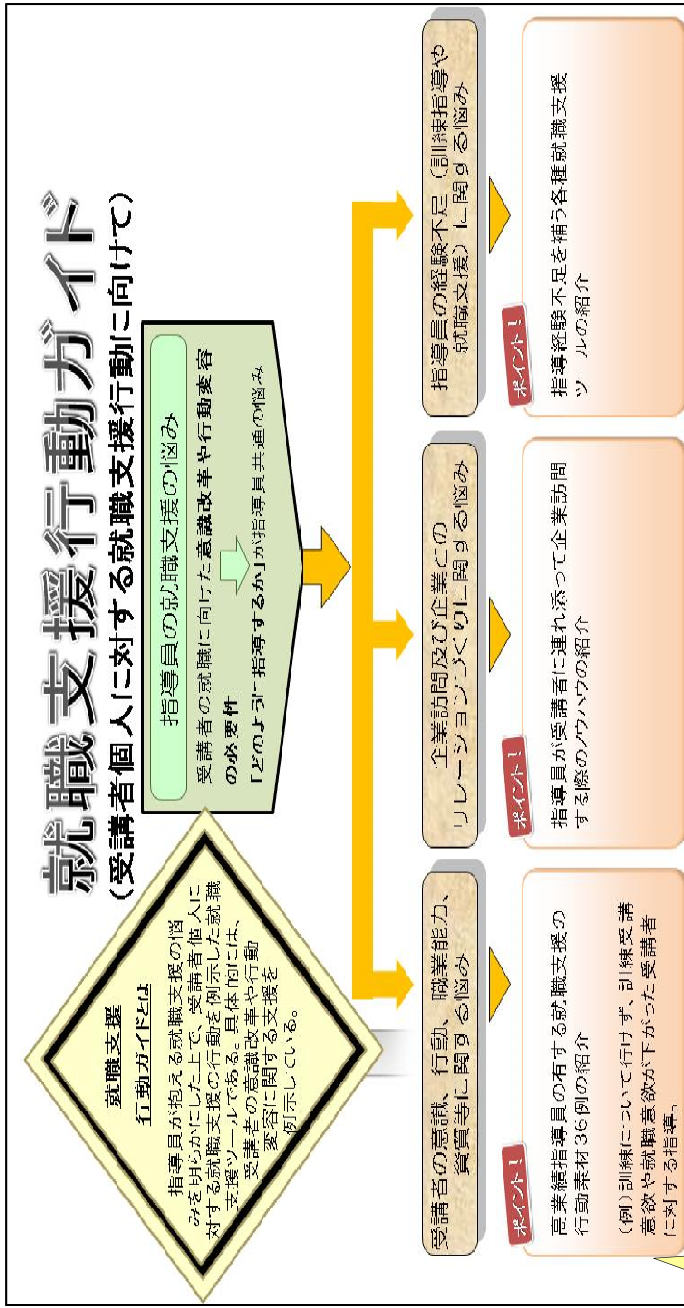 就職支援行動ガイド
(受講者個人に対する就職支援行動に向けて)
就職支援
行動ガイドとは
指導員が抱える就職支援の悩
みを明らかにした上で、受講者個人に
対する就職支援の行動を例示した就職
支援ツールである。具体的には、
受講者の意識改革や行動
変容に関する支援を
例示している。
指導員の就職支援の悩み
受講者の就職に向けた意識改革や行動変容
の必要性
「どのように指導するか」が指導員共通の悩み
受講者の意識、行動、職業能力、
資質等に関する悩み
ポイント!
高業績指導員の有する就職支援の
行動素材36例の紹介
(例)訓練について行けず、訓練受講
意欲や就職意欲が下がった受講者
に対する指導。
企業訪問及び企業との
リレーションづくりに関する悩み
ポイント!
指導員が受講者に連れ添って企業訪問
する際のノウハウの紹介
指導員の経験不足(訓練指導や
就職支援)に関する悩み
ポイント!
指導経験不足を補う各種就職支援
ツールの紹介